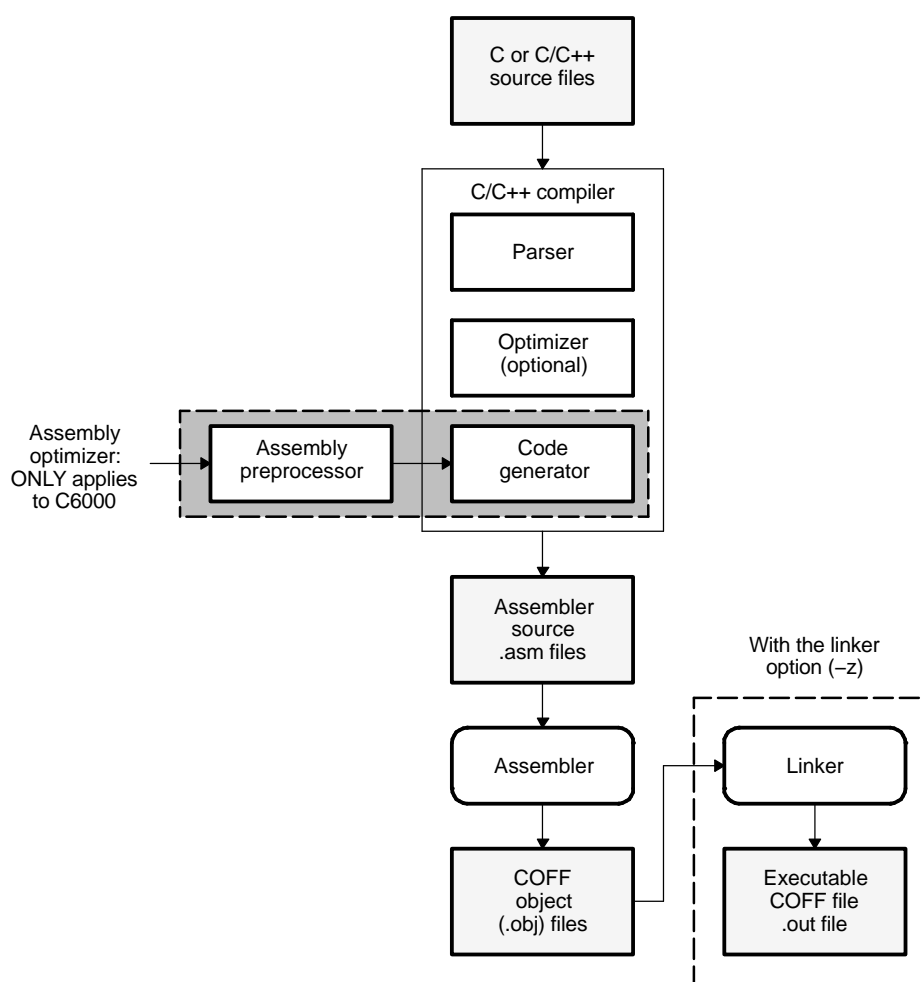 C or C/C++
source files
C/C++ compiler
Parser
Optimizer
(optional)
Assembly
optimizer:
ONLY applies
to C6000
Assembly
preprocessor
Code
generator
Assembler
source
.asm files
With the linker
option (–z)
Assembler
Linker
COFF
object
(.obj) files
Executable
COFF file
.out file